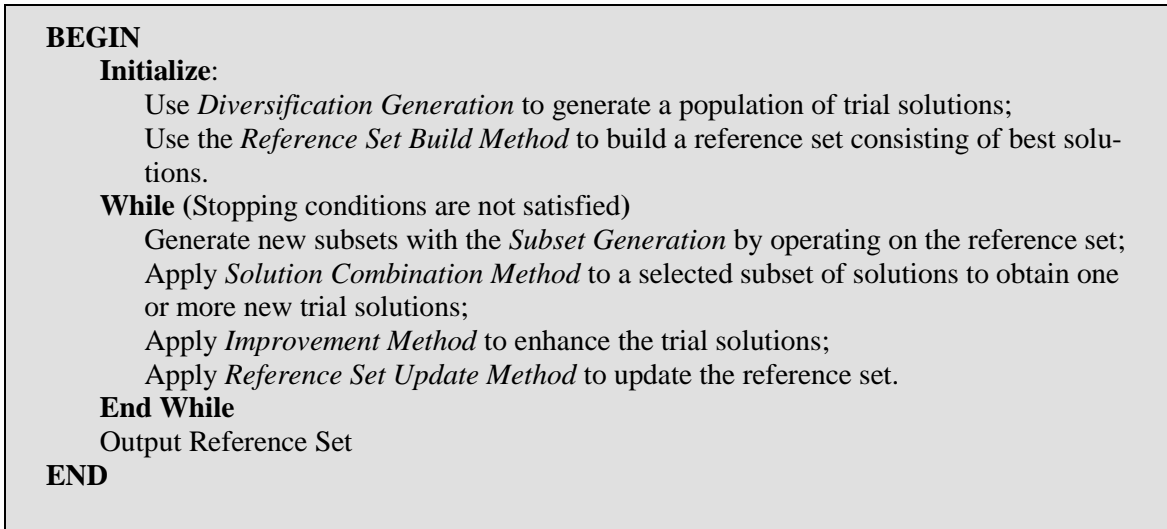 BEGIN
Initialize:
Use Diversification Generation to generate a population of trial solutions;
Use the Reference Set Build Method to build a reference set consisting of best solu-
tions.
While (Stopping conditions are not satisfied)
Generate new subsets with the Subset Generation by operating on the reference set;
Apply Solution Combination Method to a selected subset of solutions to obtain one
or more new trial solutions;
Apply Improvement Method to enhance the trial solutions;
Apply Reference Set Update Method to update the reference set.
End While
Output Reference Set
END